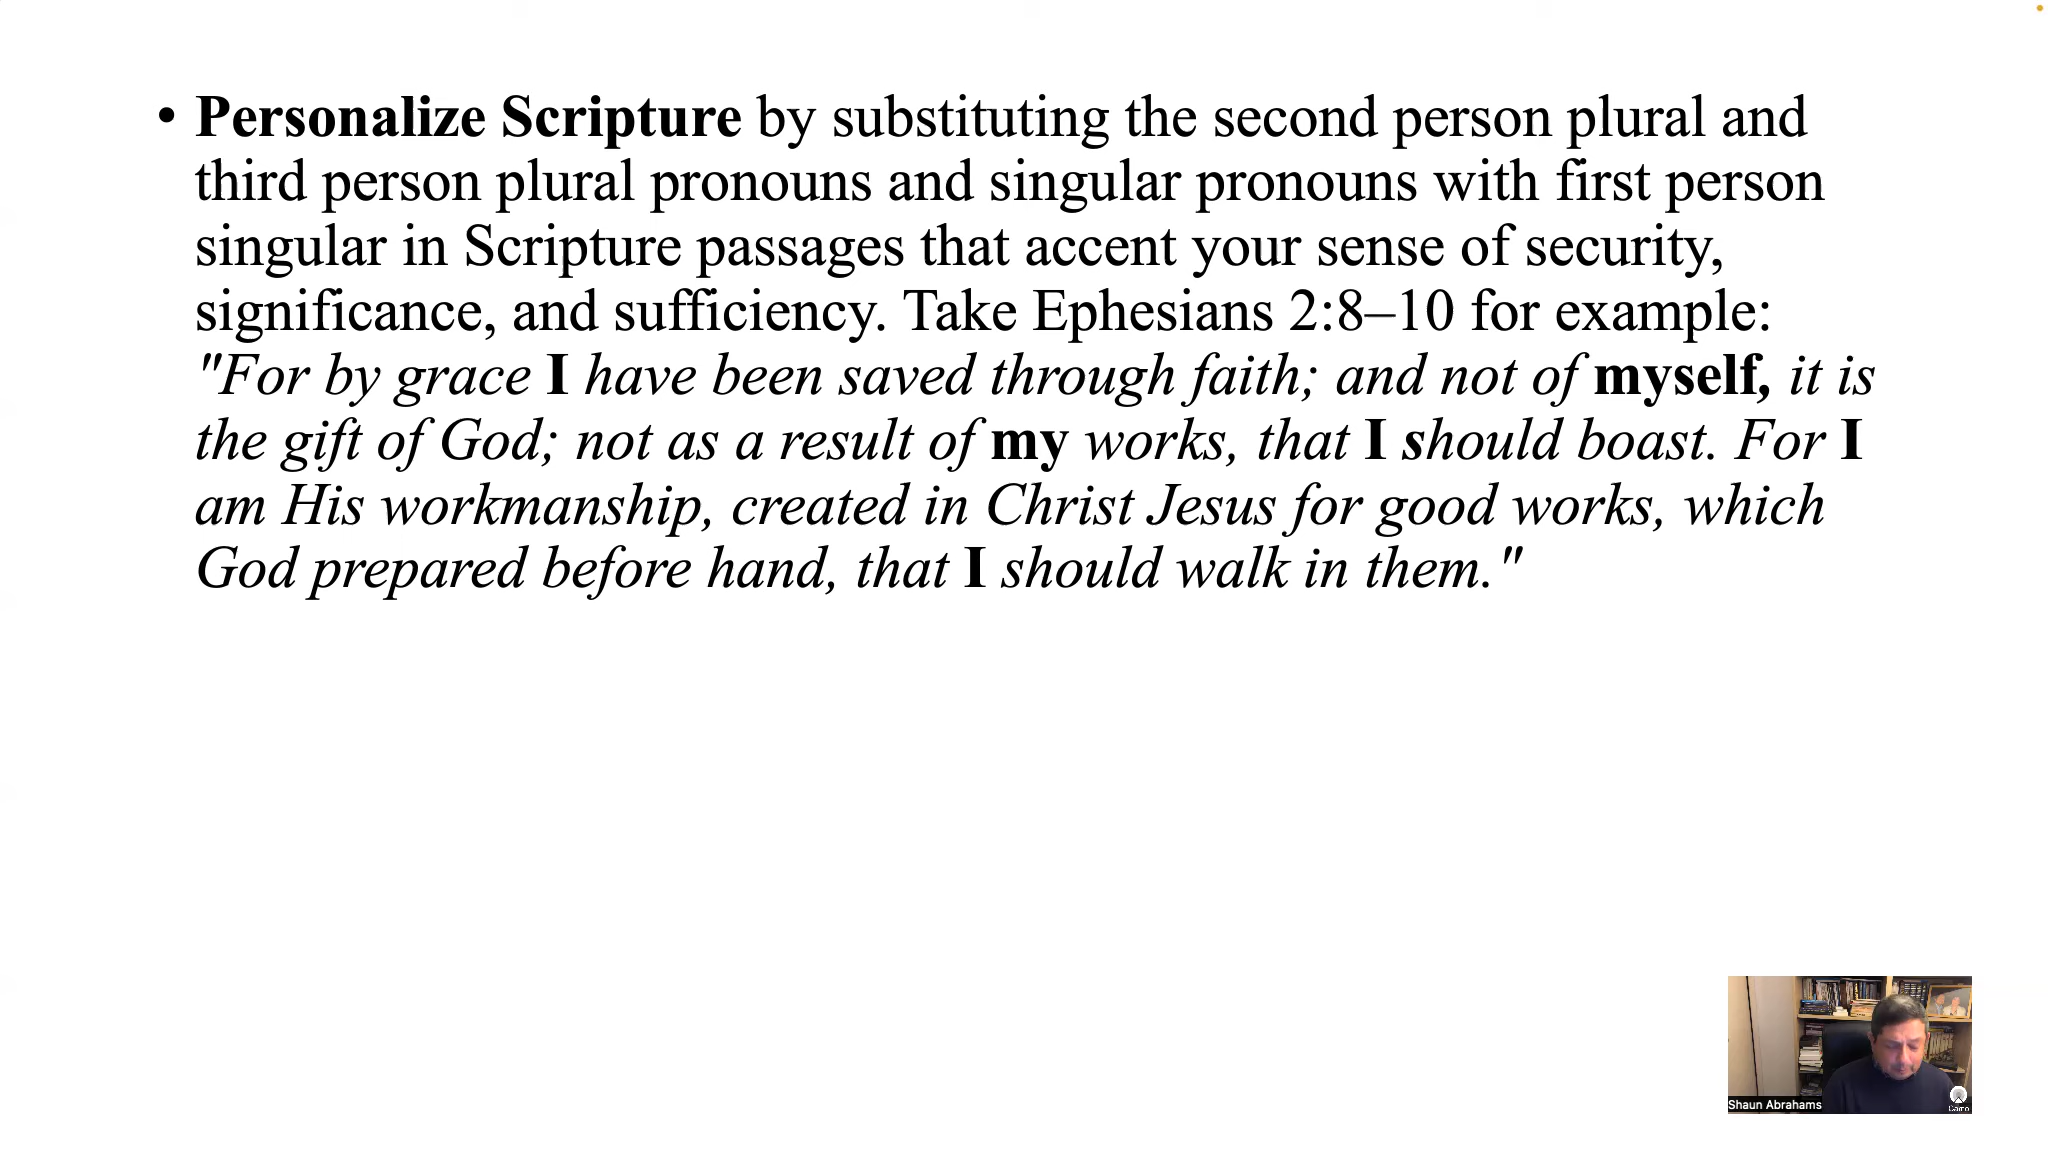 • Personalize Scripture by substituting the second person plural and
third person plural pronouns and singular pronouns with first person
singular in Scripture passages that accent your sense of security,
significance, and sufficiency. Take Ephesians 2:8–10 for example:
"For by grace I have been saved through faith; and not of myself, it is
the gift of God; not as a result of my works, that I should boast. For I
am His workmanship, created in Christ Jesus for good works, which
God prepared before hand, that I should walk in them."
Shaun Abrahams
Camo